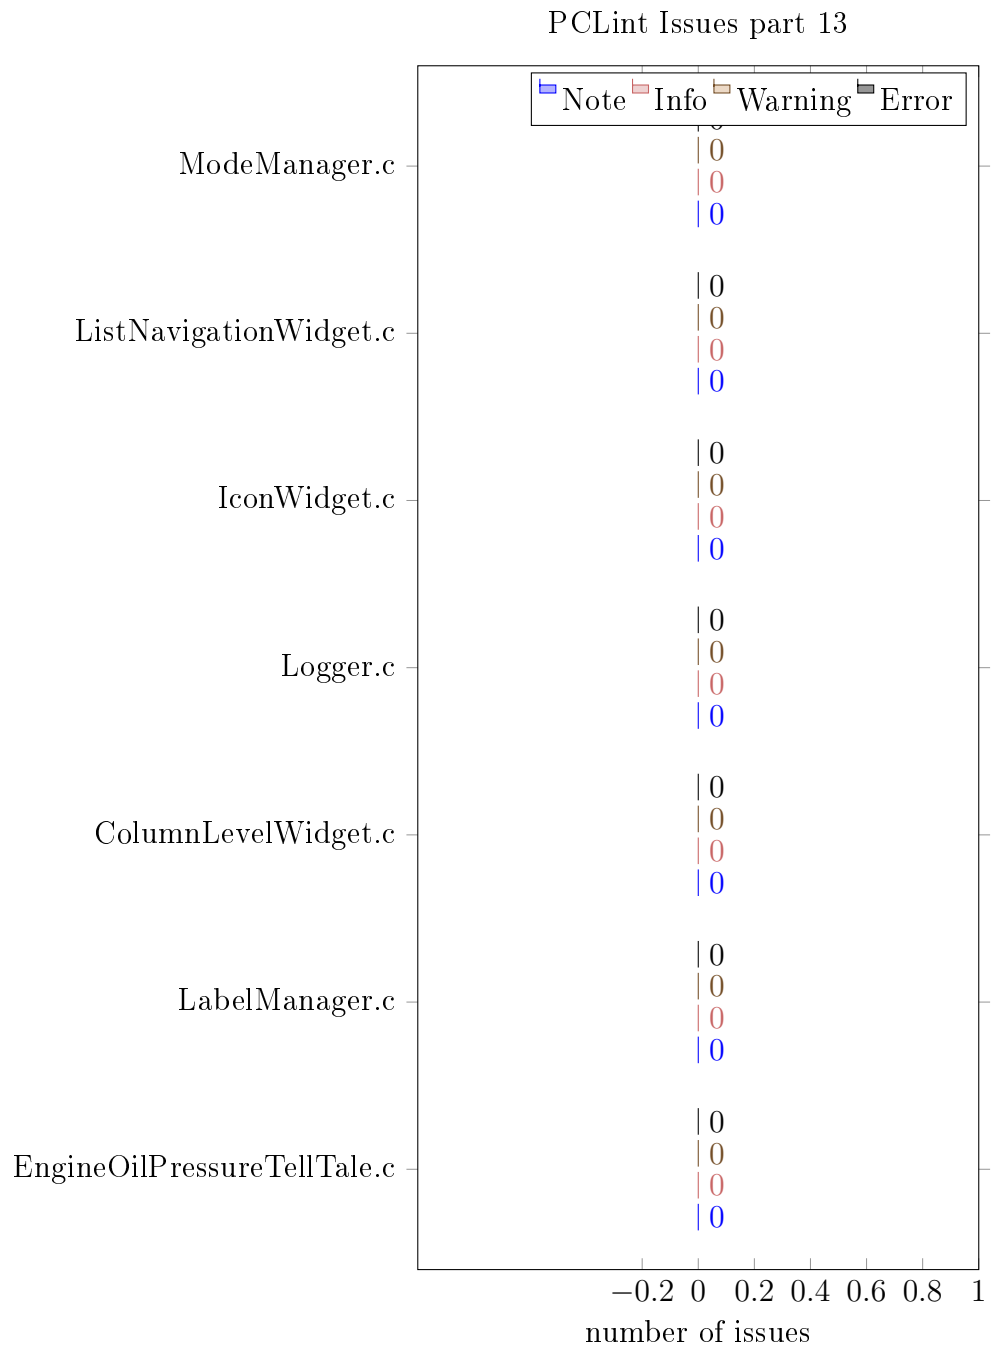 PCLint Issues part 13
Note Info Warning Error
ModeManager.c
0
0
0
0
ListNavigationWidget.c
0
0
0
0
IconWidget.c
0
0
0
0
Logger.c
0
0
0
0
ColumnLevelWidget.c
0
0
0
0
LabelManager.c
0
0
0
0
EngineOilPressureTellTale.c
0
0
0
0
−0.2 0 0.2 0.4 0.6 0.8 1
number of issues